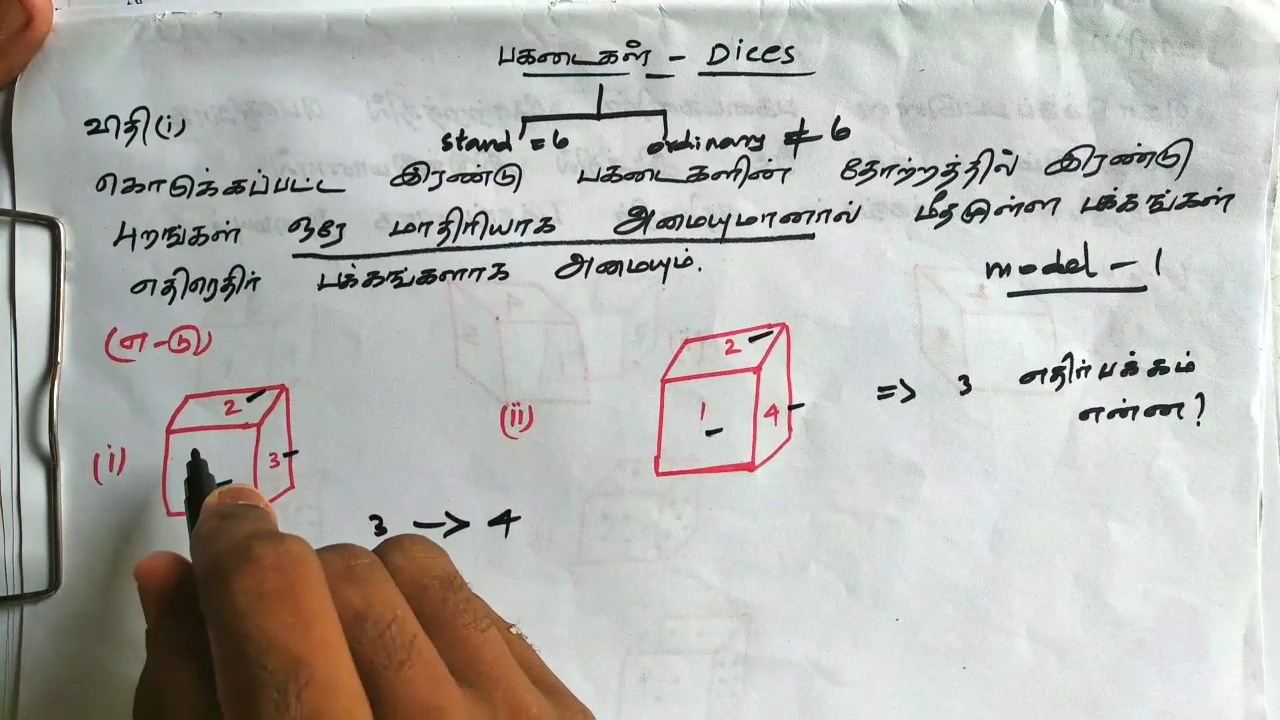 பகடைகள் - Dices
stand = 6 ordinary ≠ 6
விதி (i)
கொடுக்கப்பட்ட இரண்டு பகடைகளின் தோற்றத்தில் இரண்டு
புறங்கள் ஒரே மாதிரியாக அமையுமானால் மீதமுள்ள பக்கங்கள்
எதிரெதிர் பக்கங்களாக அமையும்.
model - 1
(எ-டு)
(i)
2
3
(ii)
2
1
4
=> 3 எதிர்பக்கம்
என்ன?
3 -> 4